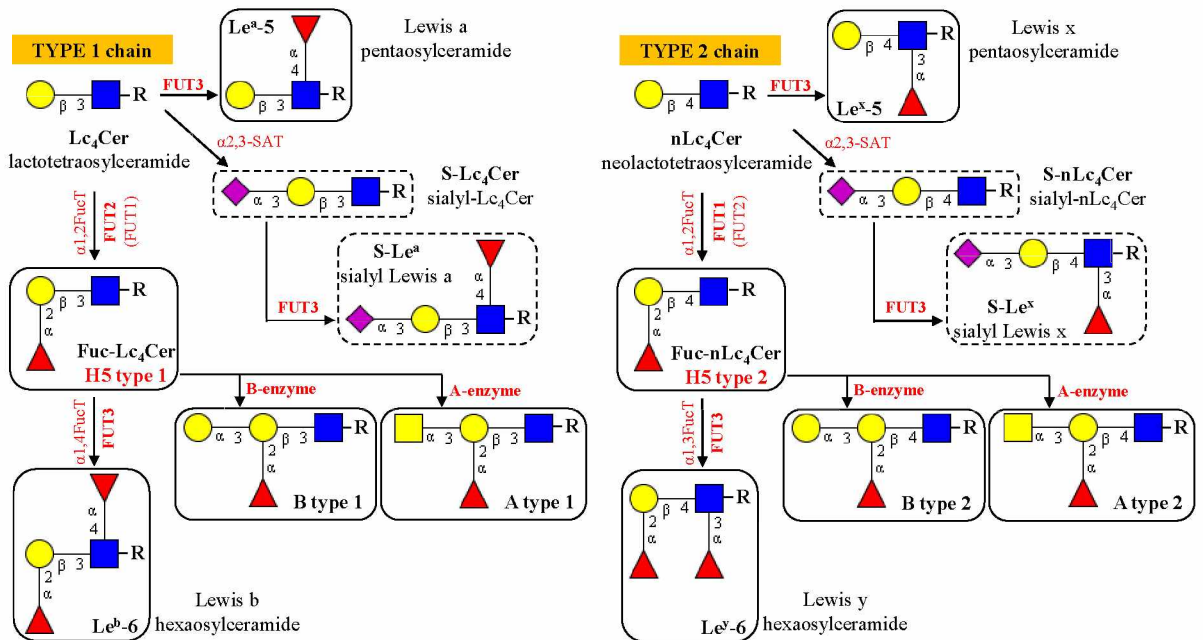 TYPE 1 chain
Leᵃ-5
α
4
β 3
R
Lewis a
pentaosylceramide
β 3
R
FUT3
Lc₄Cer
lactotetraosylceramide
α2,3-SAT
α 3
β 3
R
S-Lc₄Cer
sialyl-Lc₄Cer
α1,2FucT
FUT2
(FUT1)
S-Leᵃ
sialyl Lewis a
α
4
α 3
β 3
R
FUT3
β 3
R
2
α
Fuc-Lc₄Cer
H5 type 1
B-enzyme
A-enzyme
α1,4FucT
FUT3
α 3
β 3
R
2
α
B type 1
α 3
β 3
R
2
α
A type 1
α
4
β 3
R
2
α
Leᵇ-6
Lewis b
hexaosylceramide
TYPE 2 chain
β 4
R
3
α
Leˣ-5
Lewis x
pentaosylceramide
β 4
R
FUT3
nLc₄Cer
neolactotetraosylceramide
α2,3-SAT
α 3
β 4
R
S-nLc₄Cer
sialyl-nLc₄Cer
α1,2FucT
FUT1
(FUT2)
α 3
β 4
R
3
α
S-Leˣ
sialyl Lewis x
FUT3
β 4
R
2
α
Fuc-nLc₄Cer
H5 type 2
B-enzyme
A-enzyme
α1,3FucT
FUT3
α 3
β 4
R
2
α
B type 2
α 3
β 4
R
2
α
A type 2
β 4
R
2
α
3
α
Leʸ-6
Lewis y
hexaosylceramide